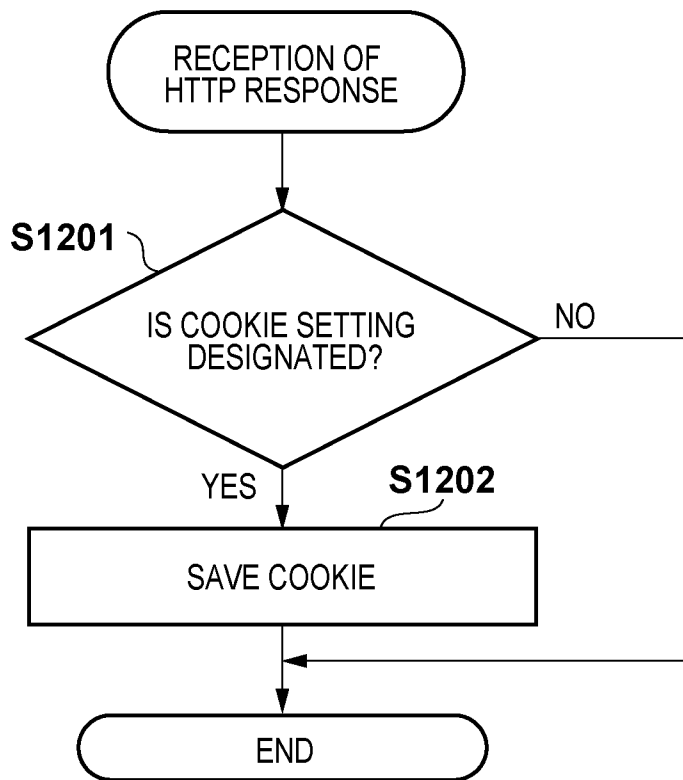 RECEPTION OF
HTTP RESPONSE
S1201
IS COOKIE SETTING
DESIGNATED?
NO
YES
S1202
SAVE COOKIE
END